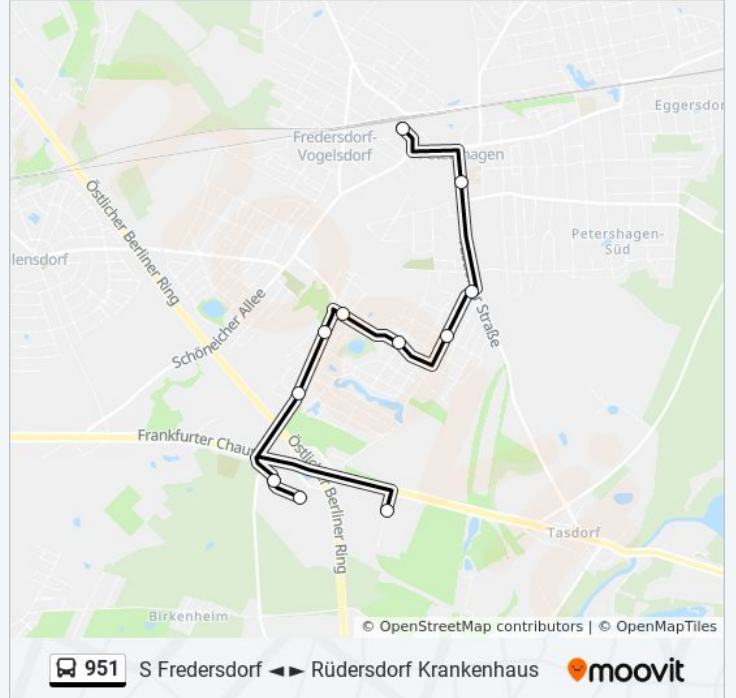 Eggersdor
Fredersdorf-
Vogelsdorf
hagen
Petershagen-
Süd
lensdorf
Östlicher Berliner Ring
Straße
Schöneicher Allee
Frankfurter Chau
Östlicher Berliner Ring
Tasdorf
Birkenheim
© OpenStreetMap contributors | © OpenMapTiles
951 S Fredersdorf ◄► Rüdersdorf Krankenhaus moovit